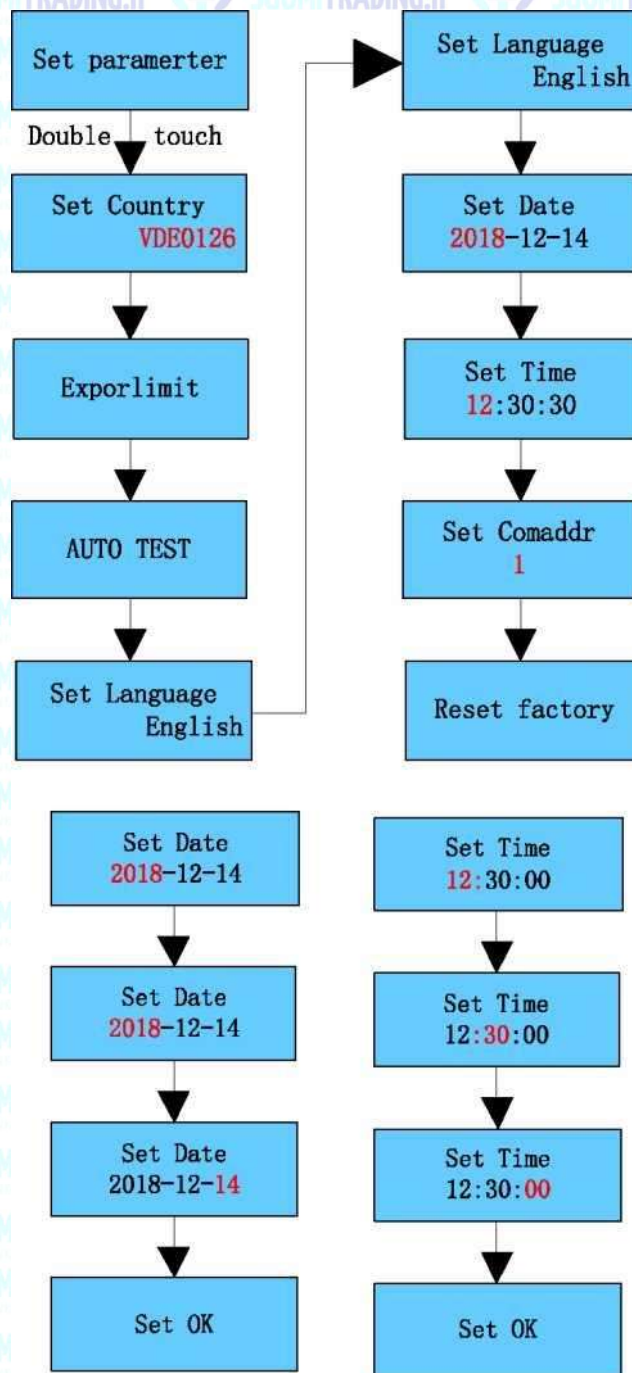 Set paramerter
Double touch
Set Country
VDE0126
Exporlimit
AUTO TEST
Set Language
English
Set Language
English
Set Date
2018-12-14
Set Time
12:30:30
Set Comaddr
1
Reset factory
Set Date
2018-12-14
Set Date
2018-12-14
Set Date
2018-12-14
Set OK
Set Time
12:30:00
Set Time
12:30:00
Set Time
12:30:00
Set OK